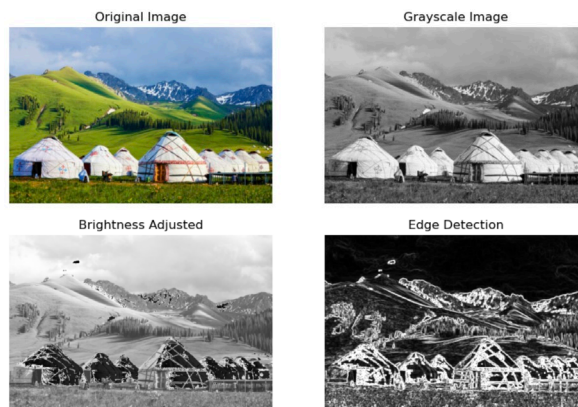 Original Image
Grayscale Image
Brightness Adjusted
Edge Detection